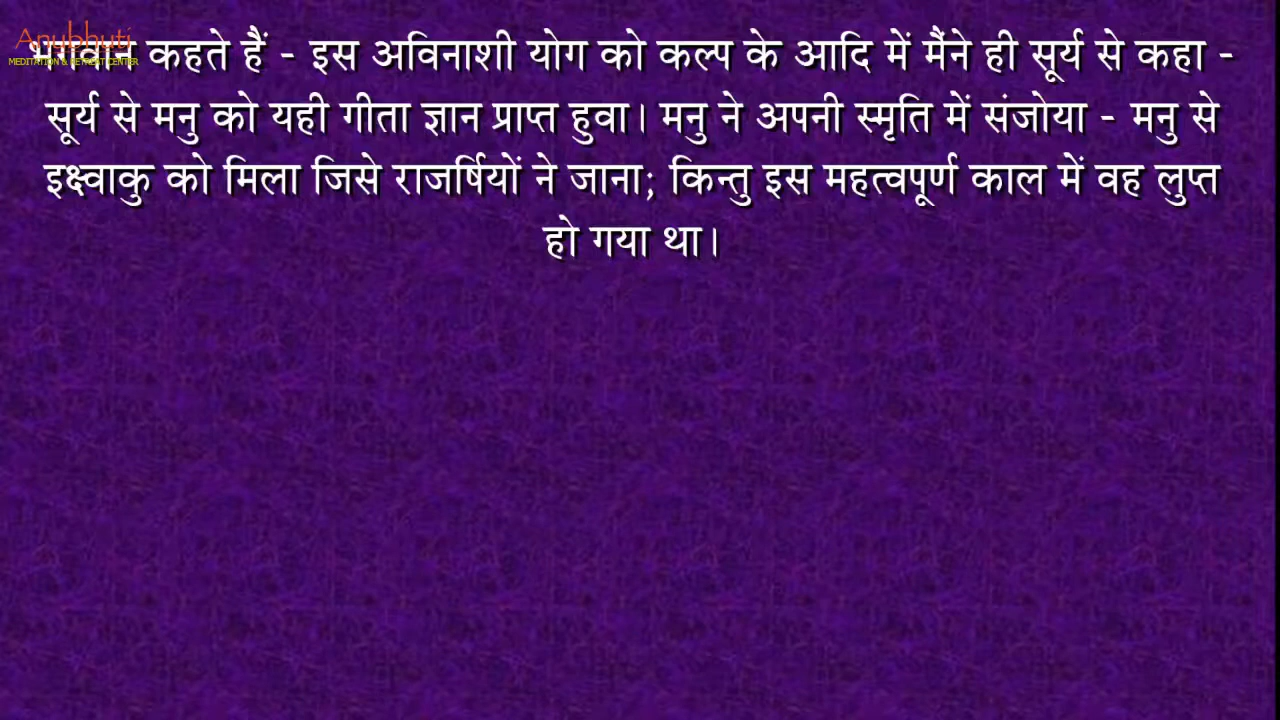 Anubhuti
MEDITATION & RETREAT CENTER
भगवान कहते हैं - इस अविनाशी योग को कल्प के आदि में मैंने ही सूर्य से कहा -
सूर्य से मनु को यही गीता ज्ञान प्राप्त हुवा। मनु ने अपनी स्मृति में संजोया - मनु से
इक्ष्वाकु को मिला जिसे राजर्षियों ने जाना; किन्तु इस महत्वपूर्ण काल में वह लुप्त
हो गया था।